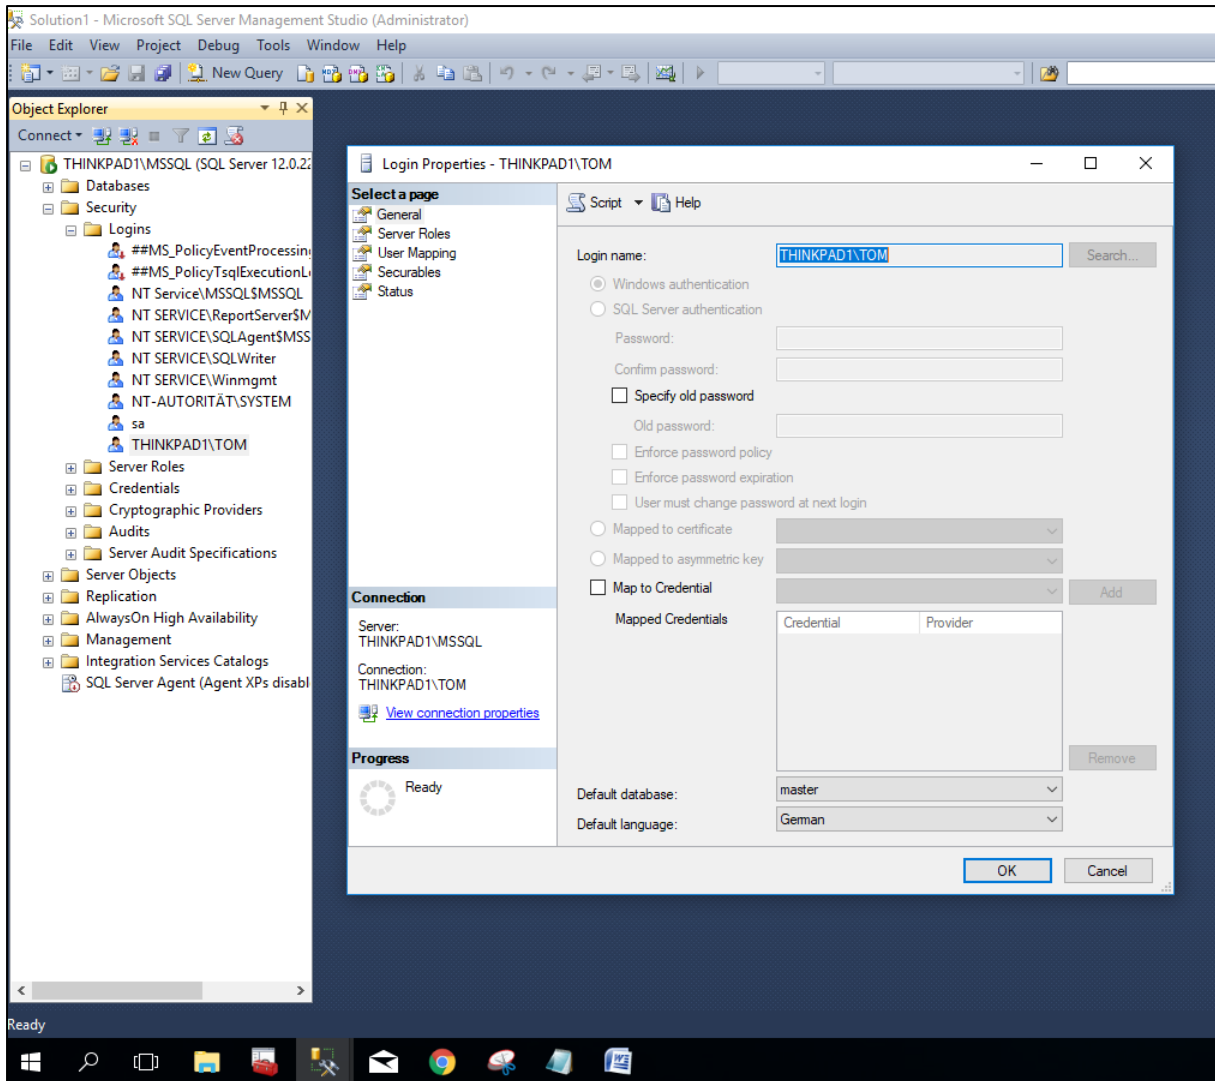 Solution1 - Microsoft SQL Server Management Studio (Administrator)
File Edit View Project Debug Tools Window Help
New Query
Object Explorer
Connect
THINKPAD1\MSSQL (SQL Server 12.0.22
Databases
Security
Logins
##MS_PolicyEventProcessin
##MS_PolicyTsqlExecutionL
NT Service\MSSQL$MSSQL
NT SERVICE\ReportServer$M
NT SERVICE\SQLAgent$MSS
NT SERVICE\SQLWriter
NT SERVICE\Winmgmt
NT-AUTORITÄT\SYSTEM
sa
THINKPAD1\TOM
Server Roles
Credentials
Cryptographic Providers
Audits
Server Audit Specifications
Server Objects
Replication
AlwaysOn High Availability
Management
Integration Services Catalogs
SQL Server Agent (Agent XPs disabl
Login Properties - THINKPAD1\TOM
Select a page
General
Server Roles
User Mapping
Securables
Status
Connection
Server:
THINKPAD1\MSSQL
Connection:
THINKPAD1\TOM
View connection properties
Progress
Ready
Script Help
Login name: THINKPAD1\TOM Search...
Windows authentication
SQL Server authentication
Password:
Confirm password:
Specify old password
Old password:
Enforce password policy
Enforce password expiration
User must change password at next login
Mapped to certificate
Mapped to asymmetric key
Map to Credential Add
Mapped Credentials Credential Provider
Remove
Default database: master
Default language: German
OK Cancel
Ready